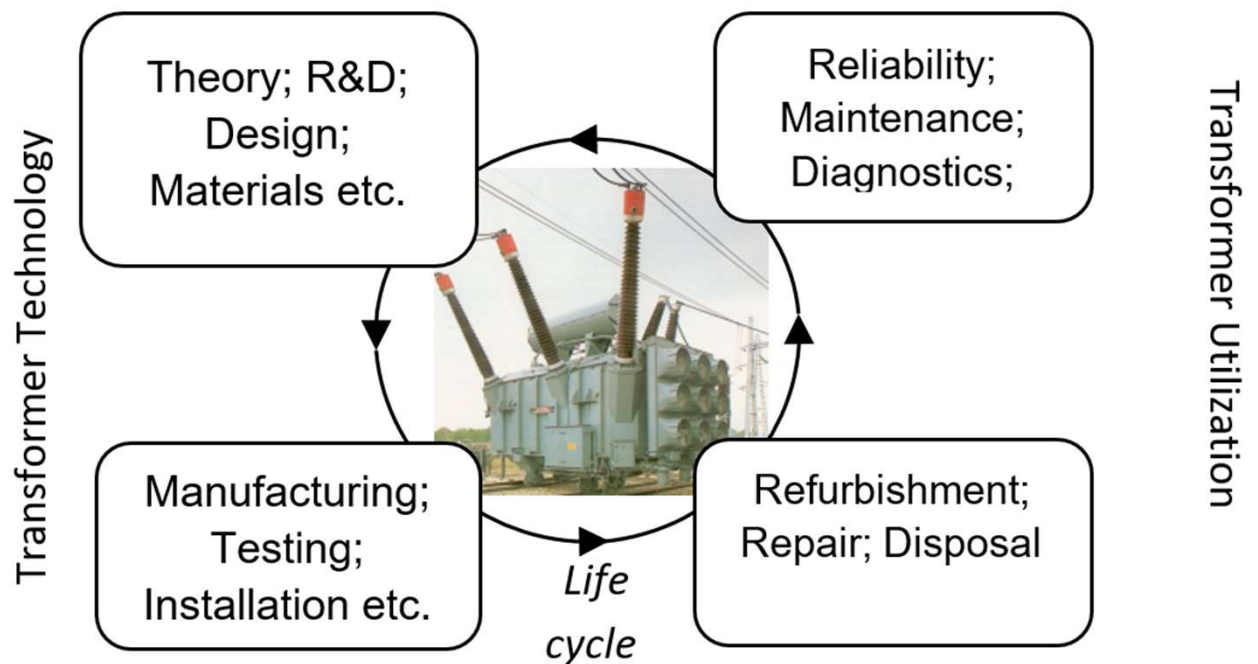 Transformer Technology
Theory; R&D;
Design;
Materials etc.
Reliability;
Maintenance;
Diagnostics;
Manufacturing;
Testing;
Installation etc.
Refurbishment;
Repair; Disposal
Life
cycle
Transformer Utilization